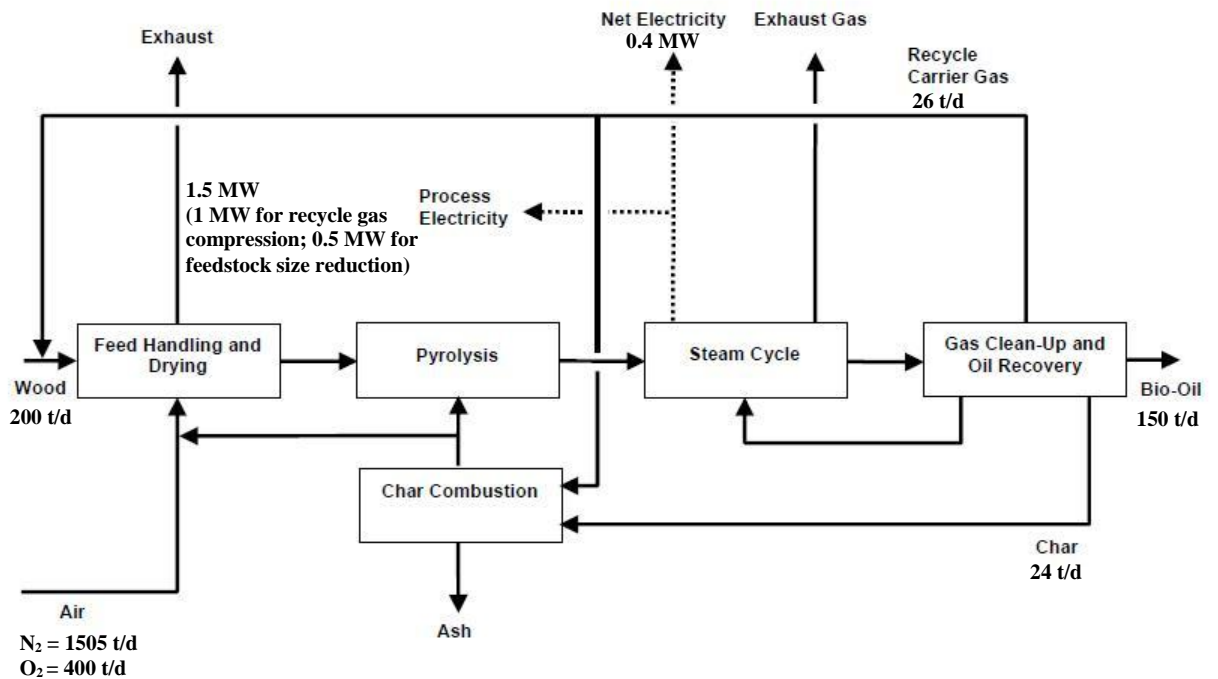 Net Electricity
0.4 MW
Exhaust Gas
Exhaust
Recycle
Carrier Gas
26 t/d
1.5 MW
(1 MW for recycle gas
compression; 0.5 MW for
feedstock size reduction)
Process
Electricity
Feed Handling and
Drying
Pyrolysis
Steam Cycle
Gas Clean-Up and
Oil Recovery
Wood
200 t/d
Bio-Oil
150 t/d
Char Combustion
Char
24 t/d
Air
N₂ = 1505 t/d
O₂ = 400 t/d
Ash